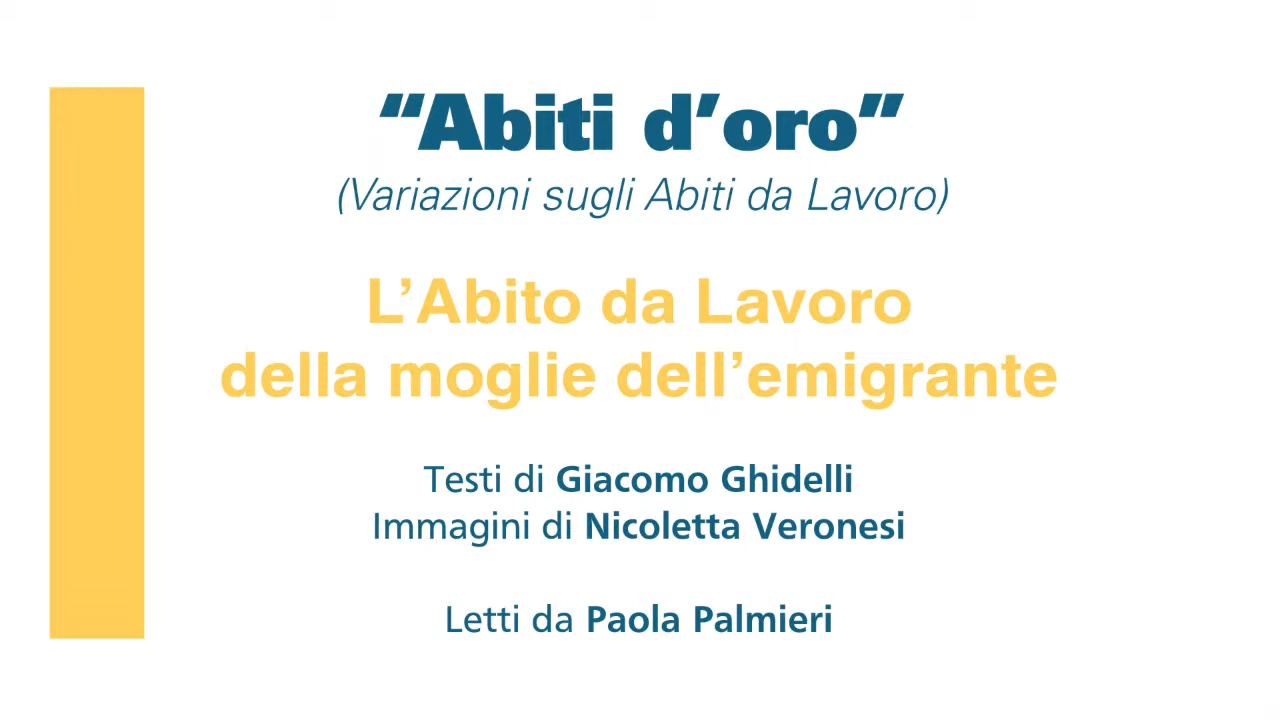 “Abiti d’oro”
(Variazioni sugli Abiti da Lavoro)
L’Abito da Lavoro
della moglie dell’emigrante
Testi di Giacomo Ghidelli
Immagini di Nicoletta Veronesi
Letti da Paola Palmieri